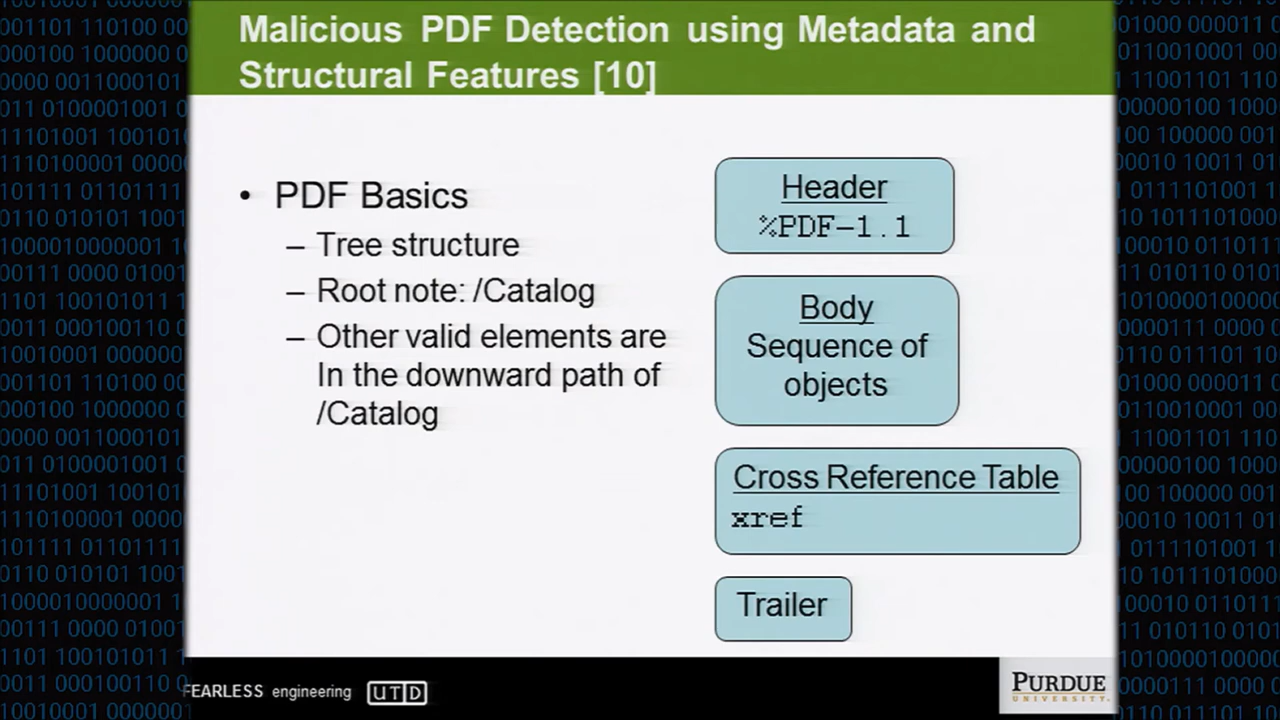 Malicious PDF Detection using Metadata and
Structural Features [10]
• PDF Basics
– Tree structure
– Root note: /Catalog
– Other valid elements are
In the downward path of
/Catalog
Header
%PDF-1.1
Body
Sequence of
objects
Cross Reference Table
xref
Trailer
FEARLESS engineering
UTD
PURDUE
UNIVERSITY